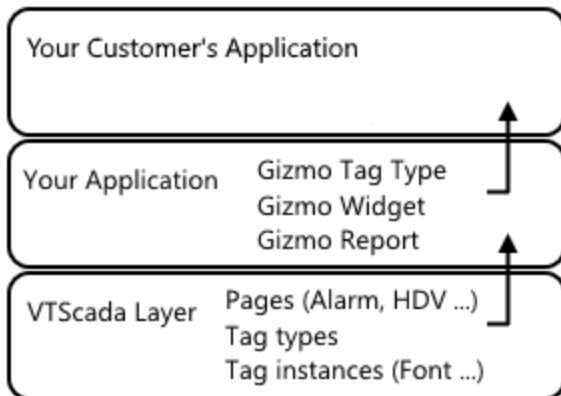 Your Customer's Application
Your Application
Gizmo Tag Type
Gizmo Widget
Gizmo Report
VTScada Layer
Pages (Alarm, HDV ...)
Tag types
Tag instances (Font ...)